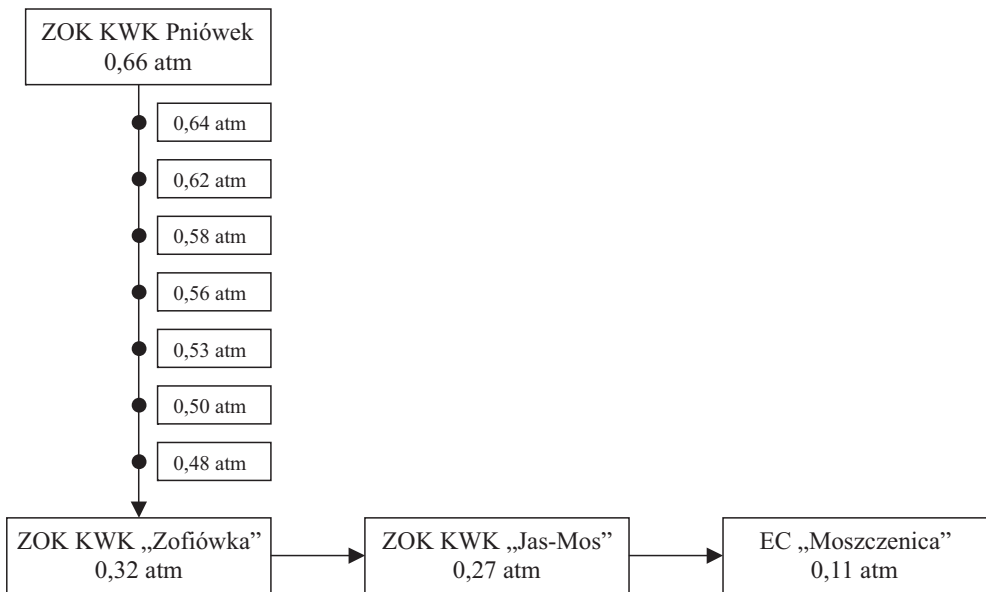 ZOK KWK Pniówek
0,66 atm
0,64 atm
0,62 atm
0,58 atm
0,56 atm
0,53 atm
0,50 atm
0,48 atm
ZOK KWK „Zofiówka”
0,32 atm
ZOK KWK „Jas-Mos”
0,27 atm
EC „Moszczenica”
0,11 atm